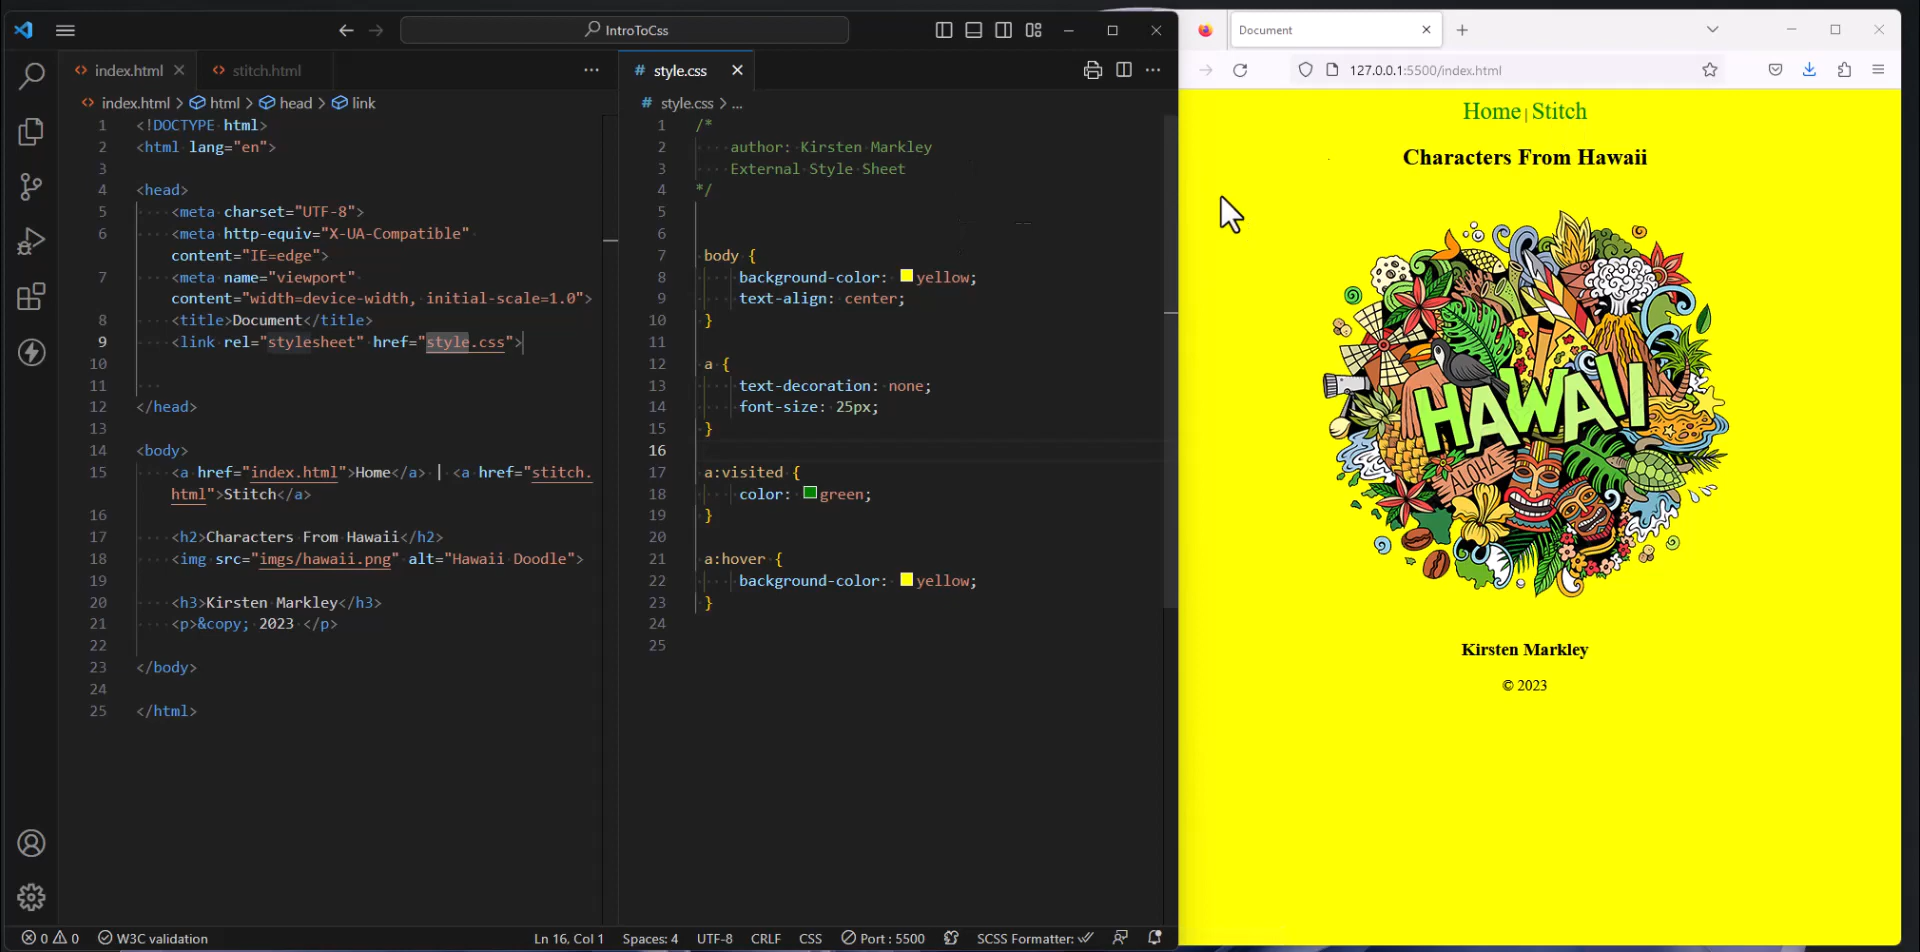 IntroToCss
index.html
stitch.html
style.css
index.html > html > head > link
style.css > ...
1 <!DOCTYPE html>
2 <html lang="en">
3
4 <head>
5 <meta charset="UTF-8">
6 <meta http-equiv="X-UA-Compatible"
content="IE=edge">
7 <meta name="viewport"
content="width=device-width, initial-scale=1.0">
8 <title>Document</title>
9 <link rel="stylesheet" href="style.css">
10
11
12 </head>
13
14 <body>
15 <a href="index.html">Home</a> | <a href="stitch.
html">Stitch</a>
16
17 <h2>Characters From Hawaii</h2>
18 <img src="imgs/hawaii.png" alt="Hawaii Doodle">
19
20 <h3>Kirsten Markley</h3>
21 <p>&copy; 2023 </p>
22
23 </body>
24
25 </html>
1 /*
2 author: Kirsten Markley
3 External Style Sheet
4 */
5
6
7 body {
8 background-color: yellow;
9 text-align: center;
10 }
11
12 a {
13 text-decoration: none;
14 font-size: 25px;
15 }
16
17 a:visited {
18 color: green;
19 }
20
21 a:hover {
22 background-color: yellow;
23 }
24
25
0 0 W3C validation
Ln 16, Col 1 Spaces: 4 UTF-8 CRLF CSS Port : 5500 SCSS Formatter:
Document
127.0.0.1:5500/index.html
Home | Stitch
Characters From Hawaii
HAWAII
ALOHA
Kirsten Markley
© 2023